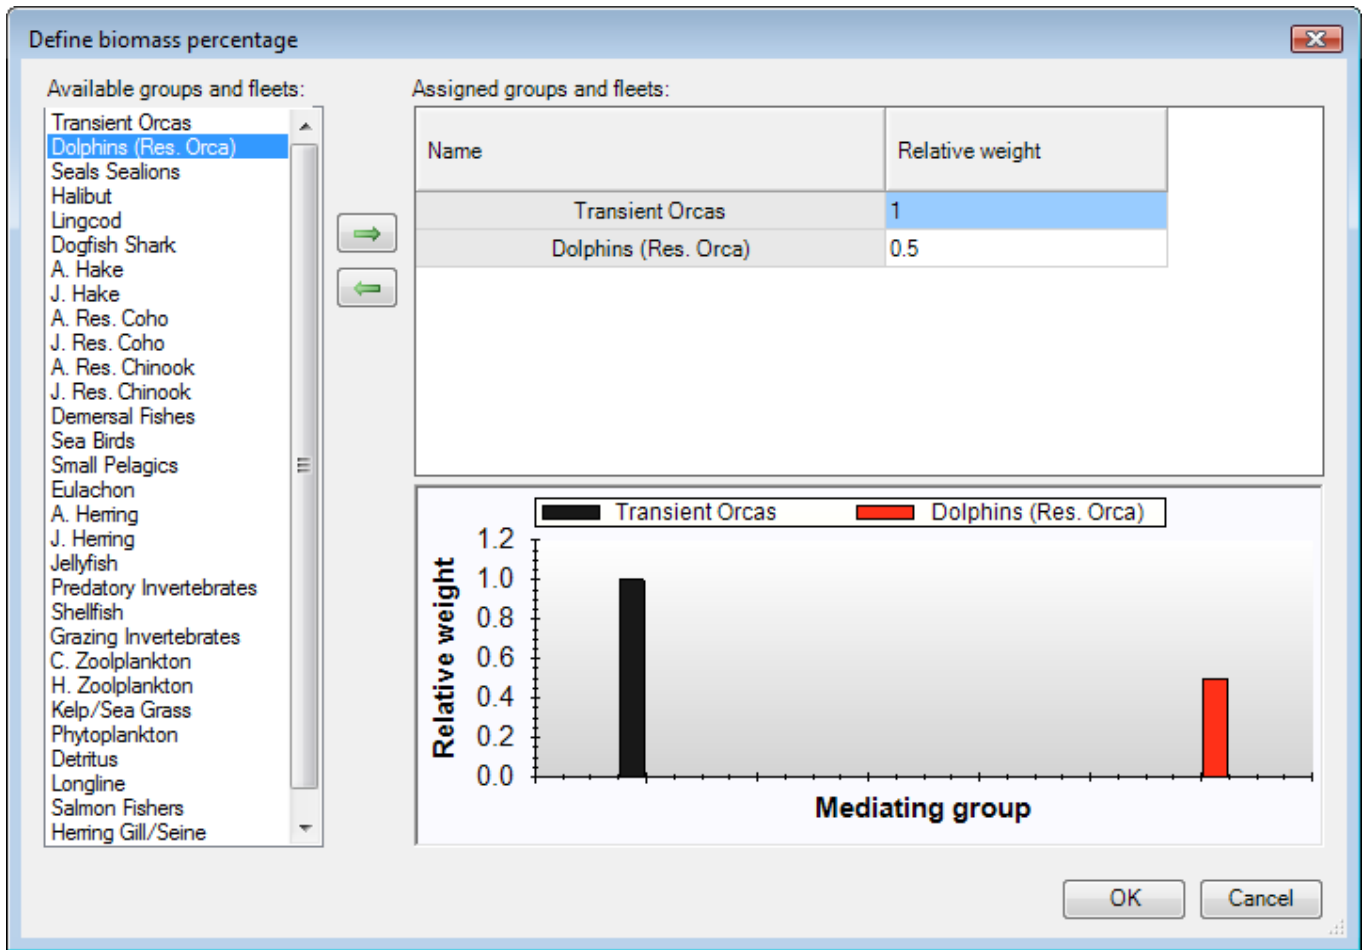 Define biomass percentage
Available groups and fleets:
Transient Orcas
Dolphins (Res. Orca)
Seals Sealions
Halibut
Lingcod
Dogfish Shark
A. Hake
J. Hake
A. Res. Coho
J. Res. Coho
A. Res. Chinook
J. Res. Chinook
Demersal Fishes
Sea Birds
Small Pelagics
Eulachon
A. Herring
J. Herring
Jellyfish
Predatory Invertebrates
Shellfish
Grazing Invertebrates
C. Zoolplankton
H. Zoolplankton
Kelp/Sea Grass
Phytoplankton
Detritus
Longline
Salmon Fishers
Herring Gill/Seine
Assigned groups and fleets:
Name Relative weight
Transient Orcas 1
Dolphins (Res. Orca) 0.5
Transient Orcas Dolphins (Res. Orca)
Relative weight
1.2
1.0
0.8
0.6
0.4
0.2
0.0
Mediating group
OK Cancel